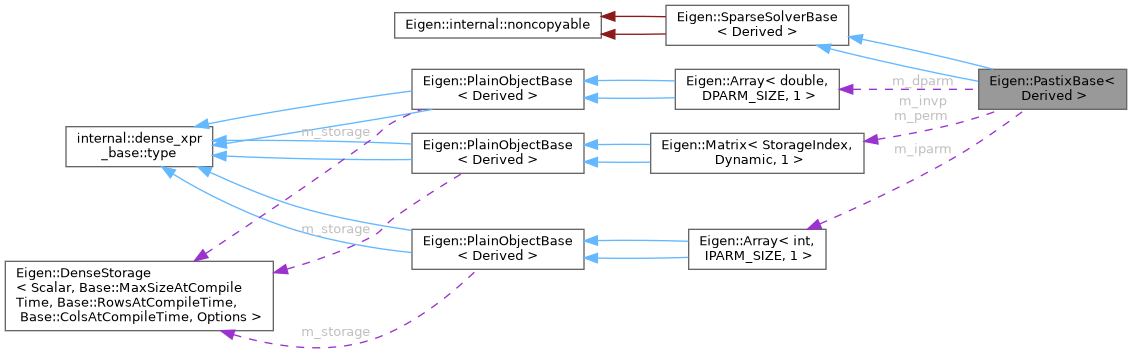 Eigen::internal::noncopyable
Eigen::SparseSolverBase
< Derived >
Eigen::PlainObjectBase
< Derived >
Eigen::Array< double,
DPARM_SIZE, 1 >
m_dparm
Eigen::PastixBase<
Derived >
m_invp
m_perm
internal::dense_xpr
_base::type
m_storage
Eigen::PlainObjectBase
< Derived >
Eigen::Matrix< StorageIndex,
Dynamic, 1 >
m_iparm
m_storage
Eigen::PlainObjectBase
< Derived >
Eigen::Array< int,
IPARM_SIZE, 1 >
Eigen::DenseStorage
< Scalar, Base::MaxSizeAtCompile
Time, Base::RowsAtCompileTime,
Base::ColsAtCompileTime, Options >
m_storage